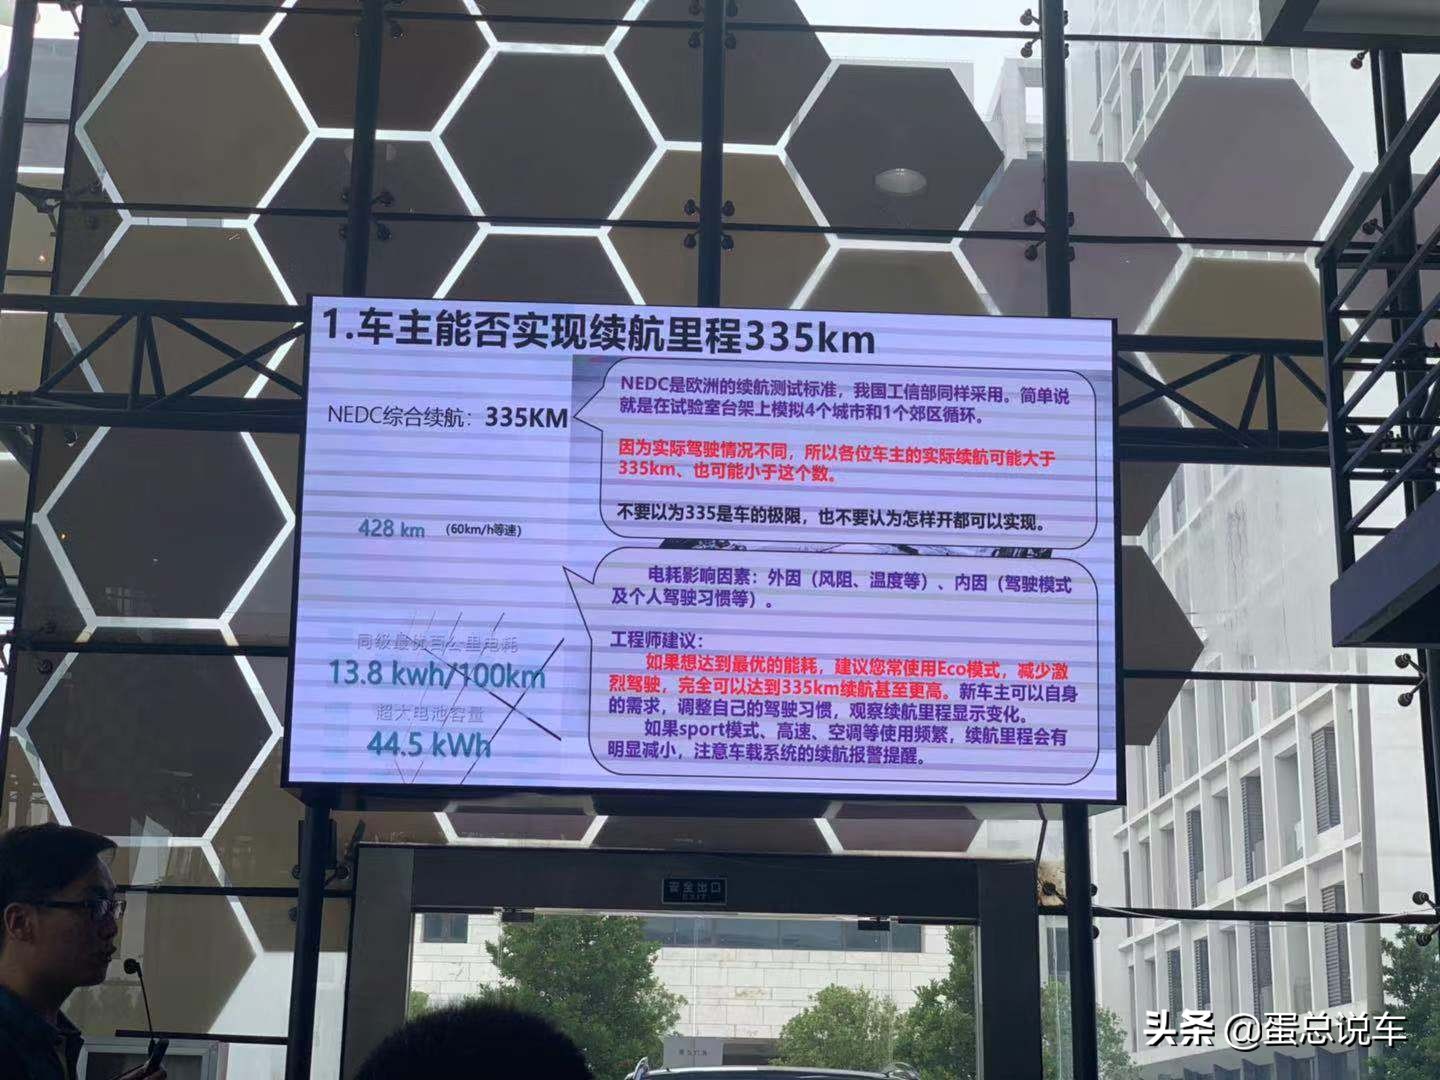 1.车主能否实现续航里程335km
NEDC综合续航：335KM
NEDC是欧洲的续航测试标准，我国工信部同样采用。简单说
就是在试验室台架上模拟4个城市和1个郊区循环。
因为实际驾驶情况不同，所以各位车主的实际续航可能大于
335km、也可能小于这个数。
不要以为335是车的极限，也不要认为怎样开都可以实现。
428 km （60km/h等速）
电耗影响因素：外因（风阻、温度等）、内因（驾驶模式
及个人驾驶习惯等）。
工程师建议：
如果想达到最优的能耗，建议您常使用Eco模式，减少激
烈驾驶，完全可以达到335km续航甚至更高。新车主可以自身
的需求，调整自己的驾驶习惯，观察续航里程显示变化。
如果sport模式、高速、空调等使用频繁，续航里程会有
明显减小，注意车载系统的续航报警提醒。
同级最优百公里电耗
13.8 kwh/100km
超大电池容量
44.5 kWh
安全出口
EXIT
头条 @蛋总说车